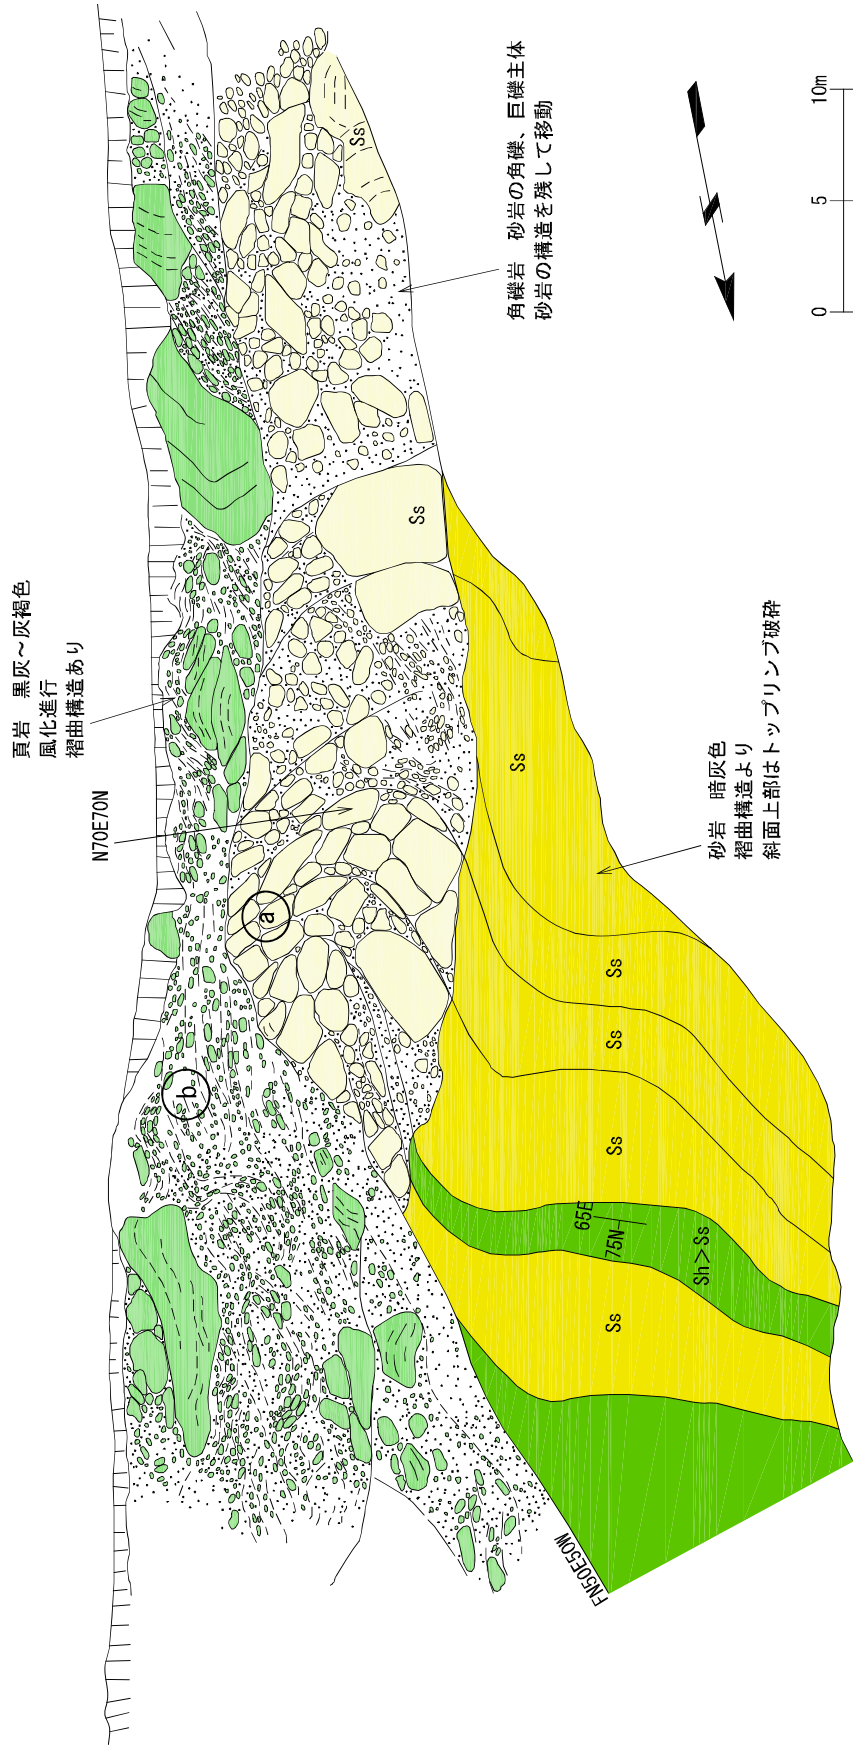 頁岩　黒灰～灰褐色
風化進行
褶曲構造あり
N70E70N
角礫岩　砂岩の角礫、巨礫主体
砂岩の構造を残して移動
砂岩　暗灰色
褶曲構造より
斜面上部はトップリンブ破砕
0
5
10m
a
b
Ss
Ss
Ss
Ss
Ss
Ss
Ss
Sh＞Ss
65E
75N
FN50E50W